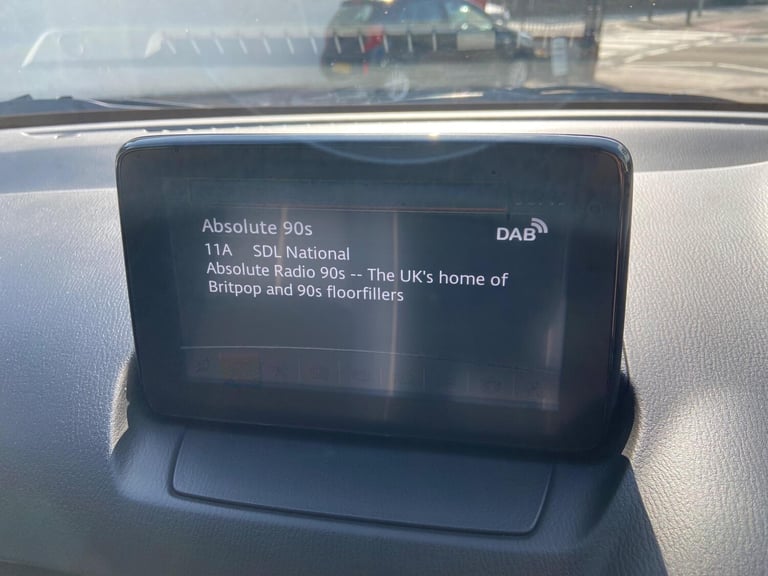 Absolute 90s
DAB
11A SDL National
Absolute Radio 90s -- The UK's home of
Britpop and 90s floorfillers